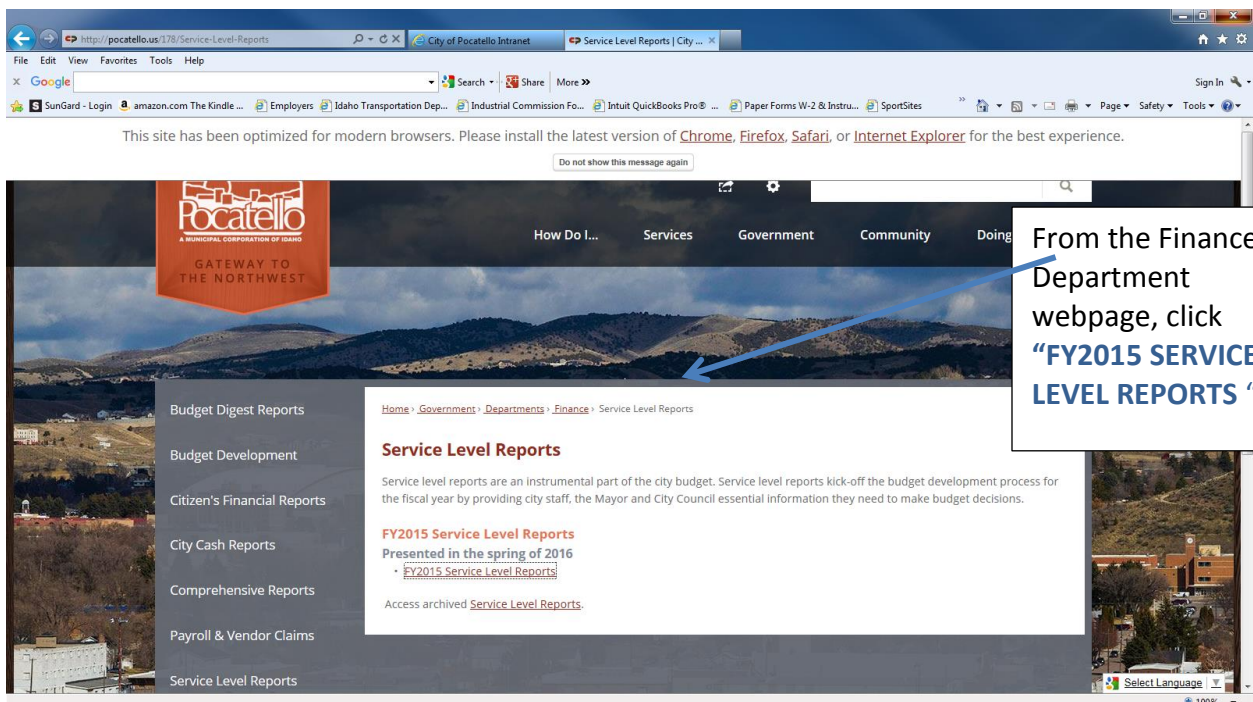 http://pocatello.us/178/Service-Level-Reports
City of Pocatello Intranet
Service Level Reports | City ...
File Edit View Favorites Tools Help
x Google
Search
Share
More »
Sign In
SunGard - Login
amazon.com The Kindle ...
Employers
Idaho Transportation Dep...
Industrial Commission Fo...
Intuit QuickBooks Pro® ...
Paper Forms W-2 & Instru...
SportSites
»
Page
Safety
Tools
This site has been optimized for modern browsers. Please install the latest version of Chrome, Firefox, Safari, or Internet Explorer for the best experience.
Do not show this message again
Pocatello
A MUNICIPAL CORPORATION OF IDAHO
GATEWAY TO
THE NORTHWEST
How Do I...
Services
Government
Community
Doing
From the Finance
Department
webpage, click
“FY2015 SERVICE
LEVEL REPORTS “
Budget Digest Reports
Budget Development
Citizen's Financial Reports
City Cash Reports
Comprehensive Reports
Payroll & Vendor Claims
Service Level Reports
Home › Government › Departments › Finance › Service Level Reports
Service Level Reports
Service level reports are an instrumental part of the city budget. Service level reports kick-off the budget development process for
the fiscal year by providing city staff, the Mayor and City Council essential information they need to make budget decisions.
FY2015 Service Level Reports
Presented in the spring of 2016
• FY2015 Service Level Reports
Access archived Service Level Reports.
Select Language
100%